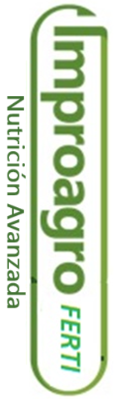 Improagro FERTI
Nutrición Avanzada